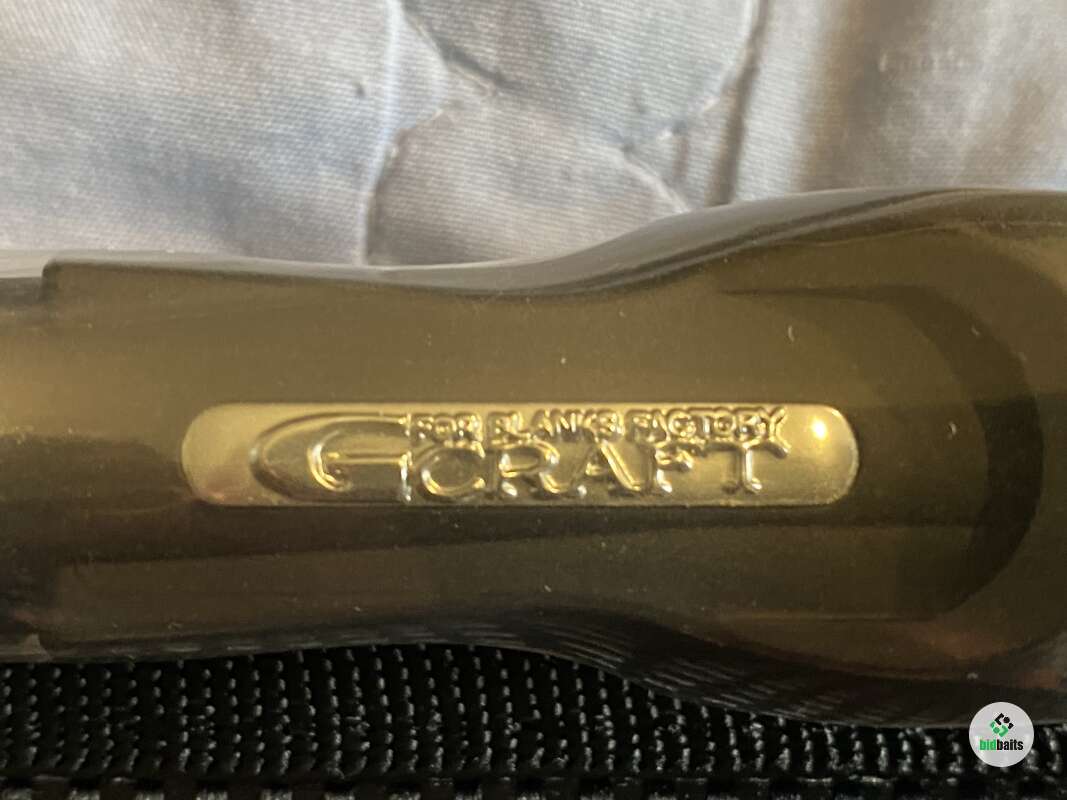 FOR BLANKS FACTORY
G CRAFT
bidbaits